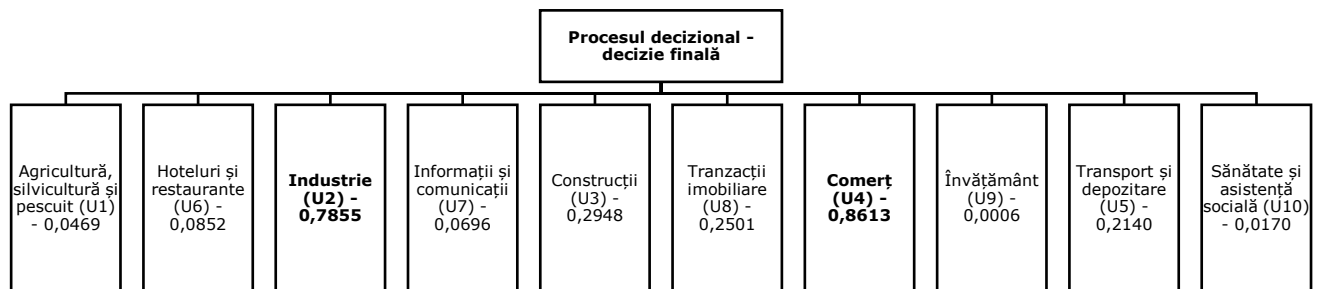 Procesul decizional -
decizie finală
Agricultură,
silvicultură și
pescuit (U1)
- 0,0469
Hoteluri și
restaurante
(U6) -
0,0852
Industrie
(U2) -
0,7855
Informații și
comunicații
(U7) -
0,0696
Construcții
(U3) -
0,2948
Tranzacții
imobiliare
(U8) -
0,2501
Comerț
(U4) -
0,8613
Învățământ
(U9) -
0,0006
Transport și
depozitare
(U5) -
0,2140
Sănătate și
asistență
socială (U10)
- 0,0170